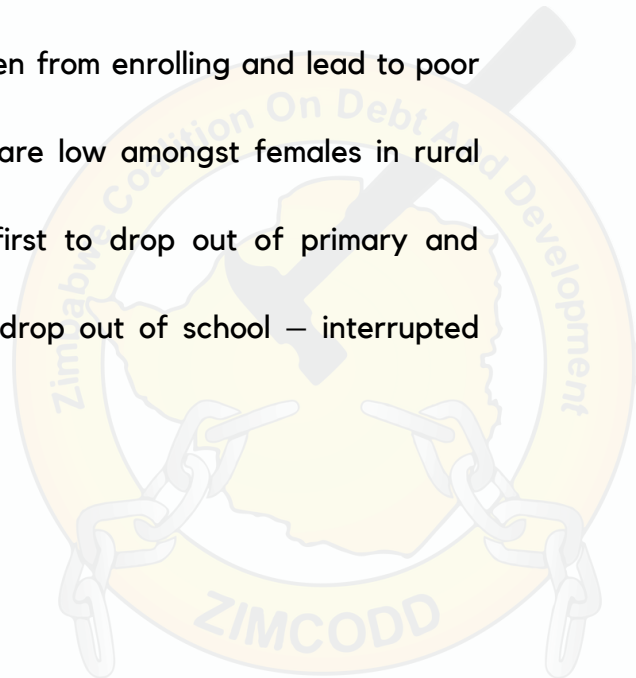 en from enrolling and lead to poor
are low amongst females in rural
first to drop out of primary and
drop out of school – interrupted
Zimbabwe Coalition On Debt And Development
ZIMCODD